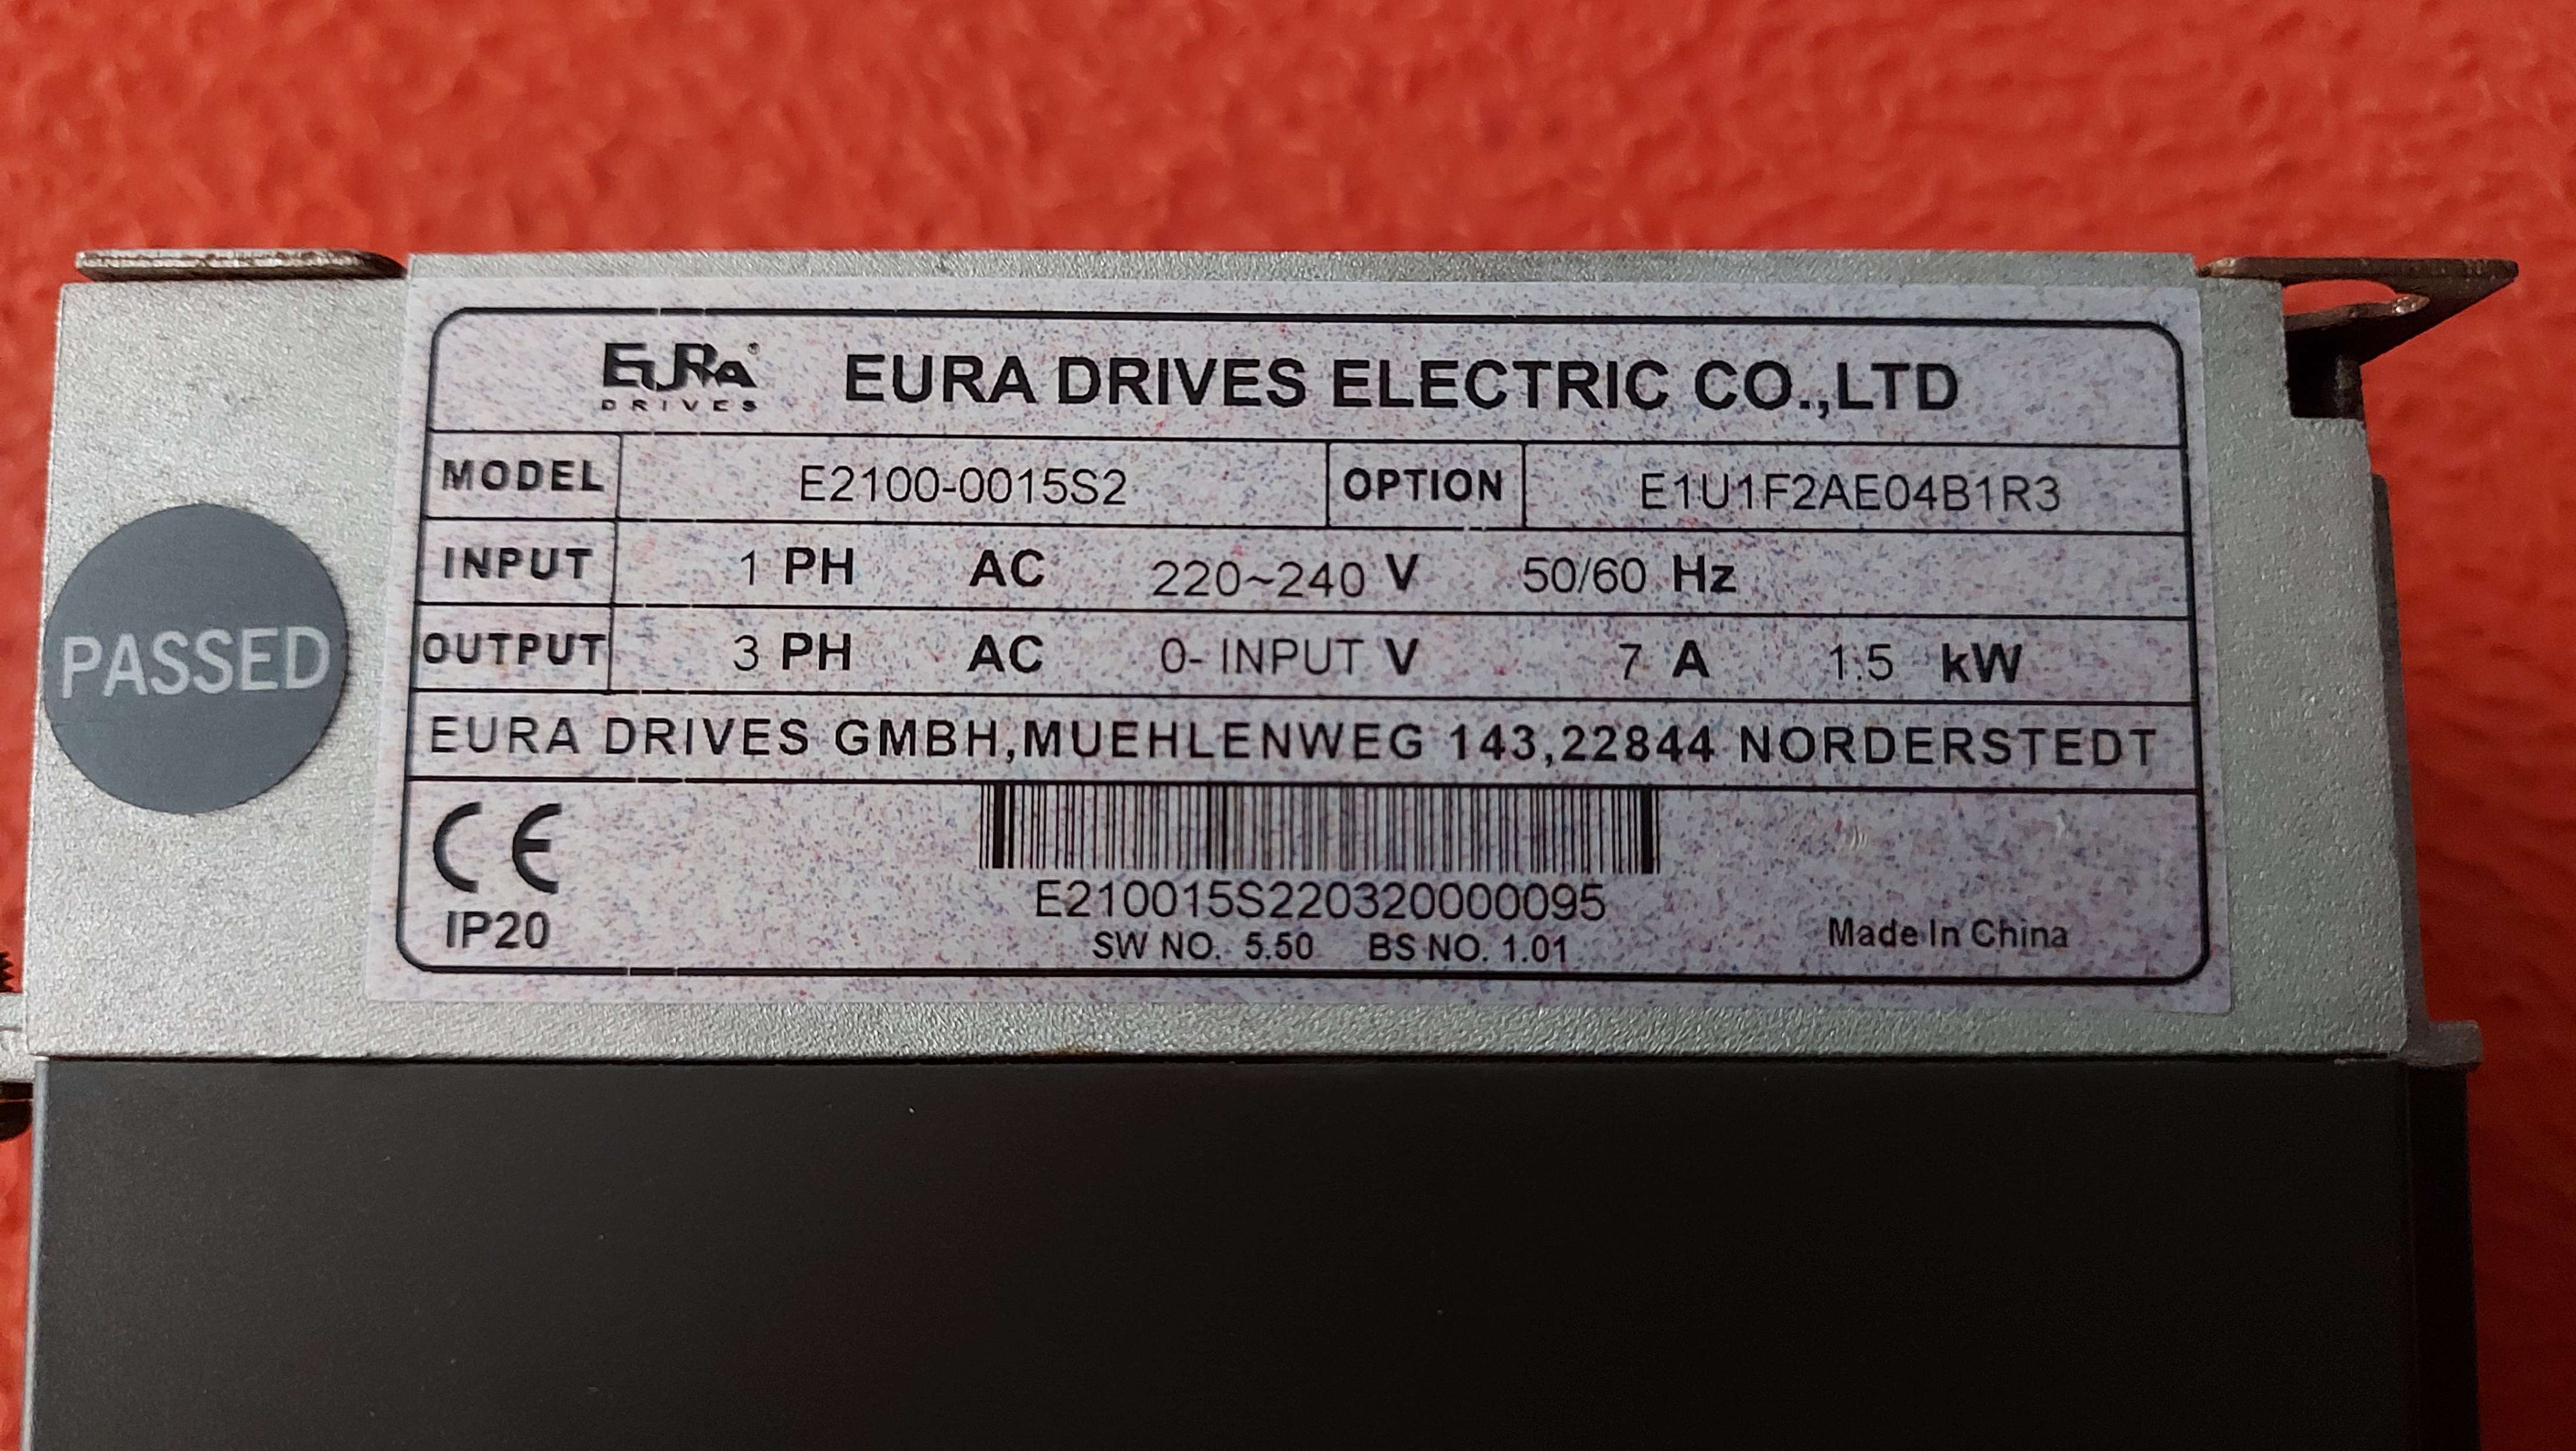 EURA® EURA DRIVES ELECTRIC CO.,LTD
DRIVES
MODEL E2100-0015S2 OPTION E1U1F2AE04B1R3
INPUT 1 PH AC 220~240 V 50/60 Hz
OUTPUT 3 PH AC 0- INPUT V 7 A 1.5 kW
PASSED
EURA DRIVES GMBH,MUEHLENWEG 143,22844 NORDERSTEDT
CE
E210015S220320000095
IP20
SW NO. 5.50 BS NO. 1.01
Made In China